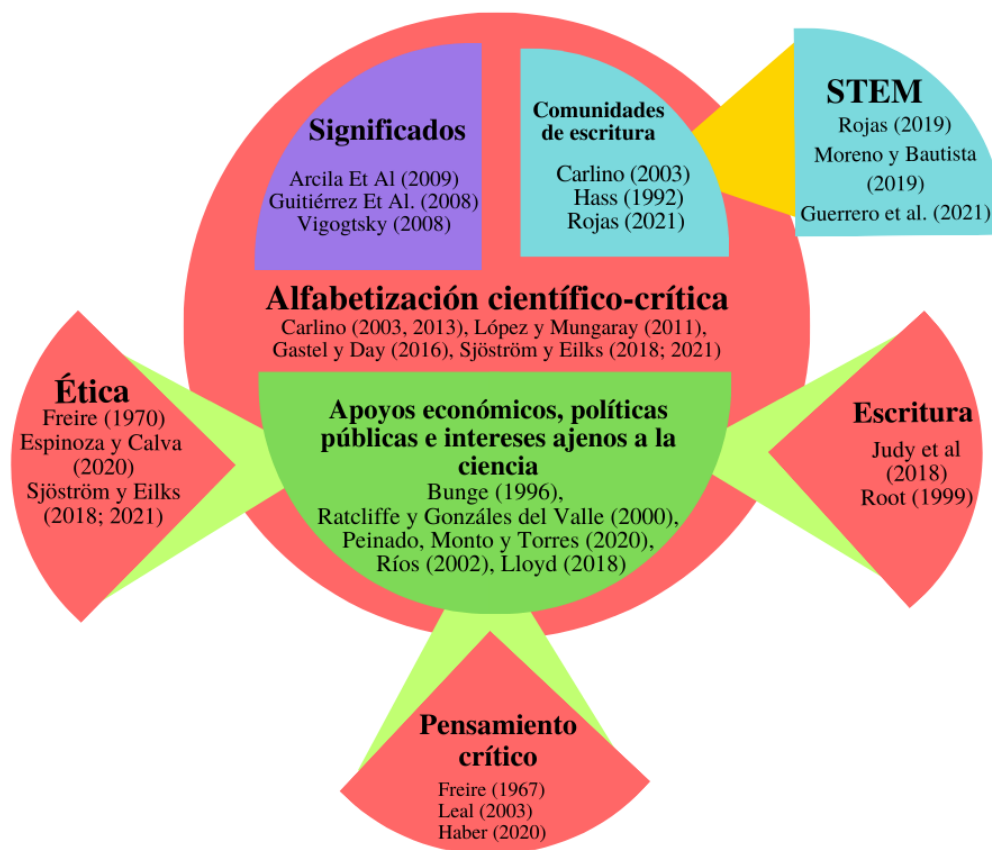 Significados
Arcila Et Al (2009)
Guitiérrez Et Al. (2008)
Vigogtsky (2008)
Comunidades
de escritura
Carlino (2003)
Hass (1992)
Rojas (2021)
STEM
Rojas (2019)
Moreno y Bautista
(2019)
Guerrero et al. (2021)
Alfabetización científico-crítica
Carlino (2003, 2013), López y Mungaray (2011),
Gastel y Day (2016), Sjöström y Eilks (2018; 2021)
Ética
Freire (1970)
Espinoza y Calva
(2020)
Sjöström y Eilks
(2018; 2021)
Apoyos económicos, políticas
públicas e intereses ajenos a la
ciencia
Bunge (1996),
Ratcliffe y Gonzáles del Valle (2000),
Peinado, Monto y Torres (2020),
Ríos (2002), Lloyd (2018)
Escritura
Judy et al
(2018)
Root (1999)
Pensamiento
crítico
Freire (1967)
Leal (2003)
Haber (2020)